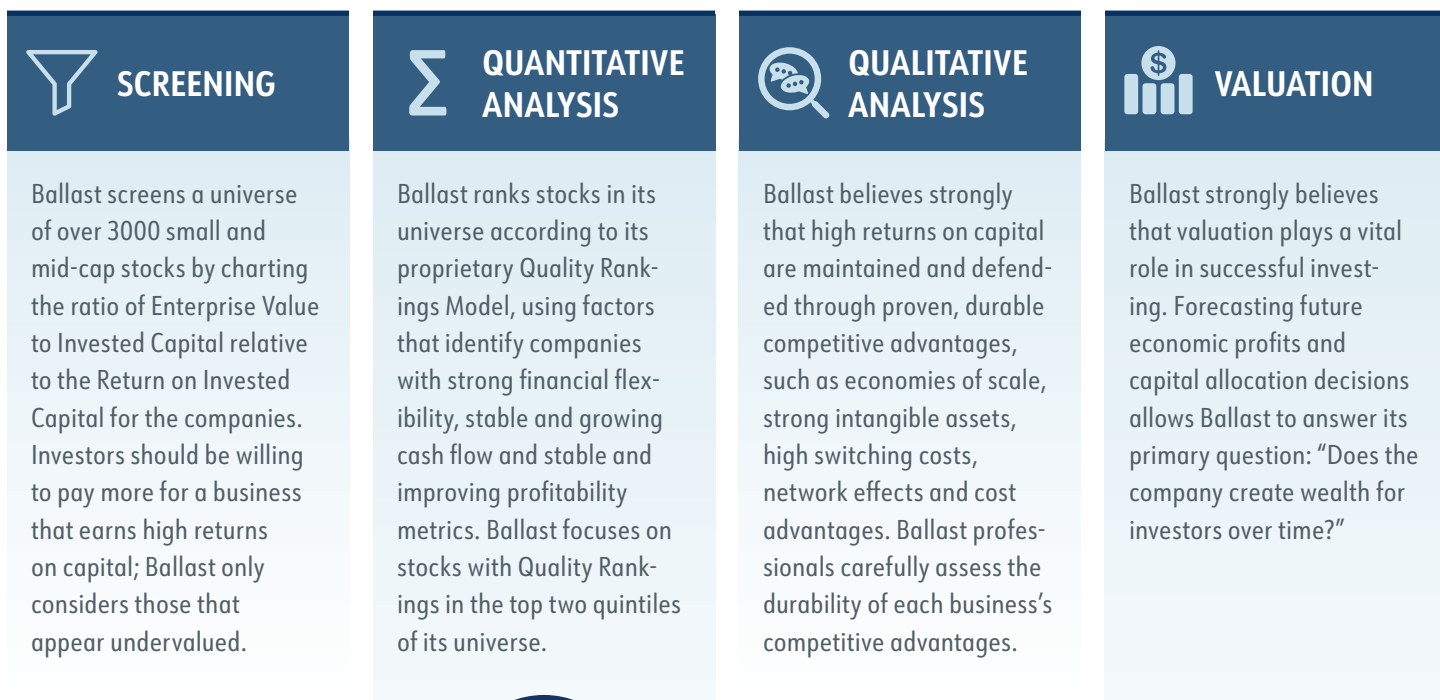 SCREENING
Ballast screens a universe
of over 3000 small and
mid-cap stocks by charting
the ratio of Enterprise Value
to Invested Capital relative
to the Return on Invested
Capital for the companies.
Investors should be willing
to pay more for a business
that earns high returns
on capital; Ballast only
considers those that
appear undervalued.
Σ
QUANTITATIVE
ANALYSIS
Ballast ranks stocks in its
universe according to its
proprietary Quality Rank-
ings Model, using factors
that identify companies
with strong financial flex-
ibility, stable and growing
cash flow and stable and
improving profitability
metrics. Ballast focuses on
stocks with Quality Rank-
ings in the top two quintiles
of its universe.
QUALITATIVE
ANALYSIS
Ballast believes strongly
that high returns on capital
are maintained and defend-
ed through proven, durable
competitive advantages,
such as economies of scale,
strong intangible assets,
high switching costs,
network effects and cost
advantages. Ballast profes-
sionals carefully assess the
durability of each business’s
competitive advantages.
$
VALUATION
Ballast strongly believes
that valuation plays a vital
role in successful invest-
ing. Forecasting future
economic profits and
capital allocation decisions
allows Ballast to answer its
primary question: “Does the
company create wealth for
investors over time?”